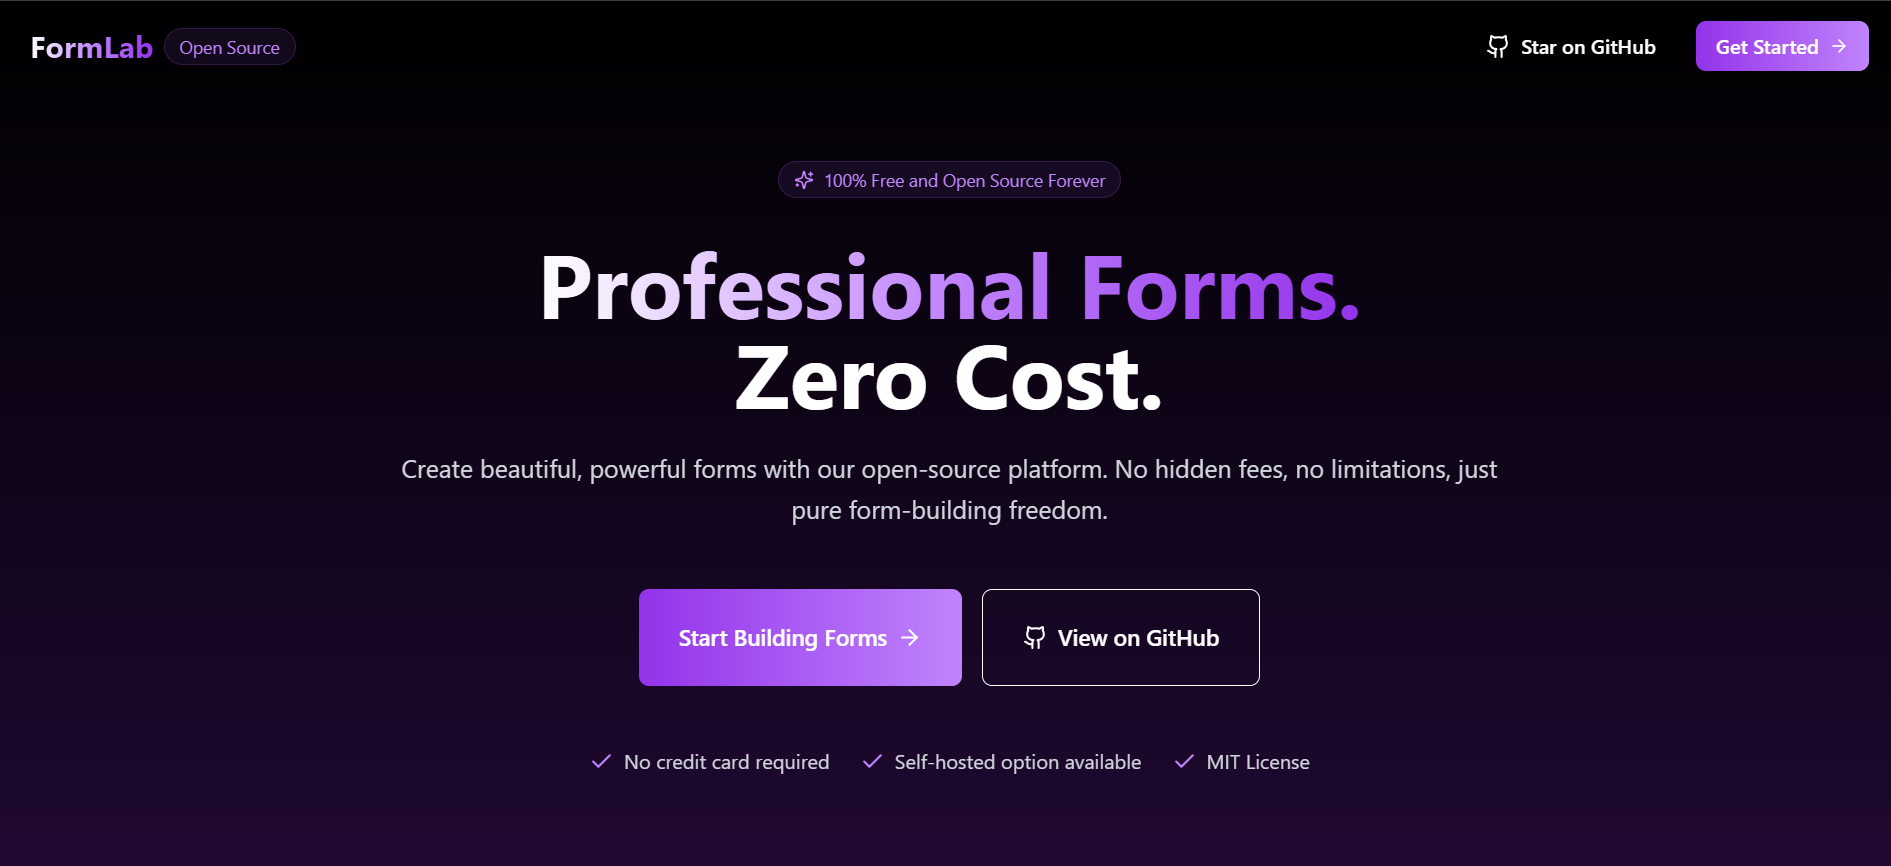 FormLab
Open Source
Star on GitHub
Get Started
100% Free and Open Source Forever
Professional Forms.
Zero Cost.
Create beautiful, powerful forms with our open-source platform. No hidden fees, no limitations, just
pure form-building freedom.
Start Building Forms
View on GitHub
No credit card required
Self-hosted option available
MIT License